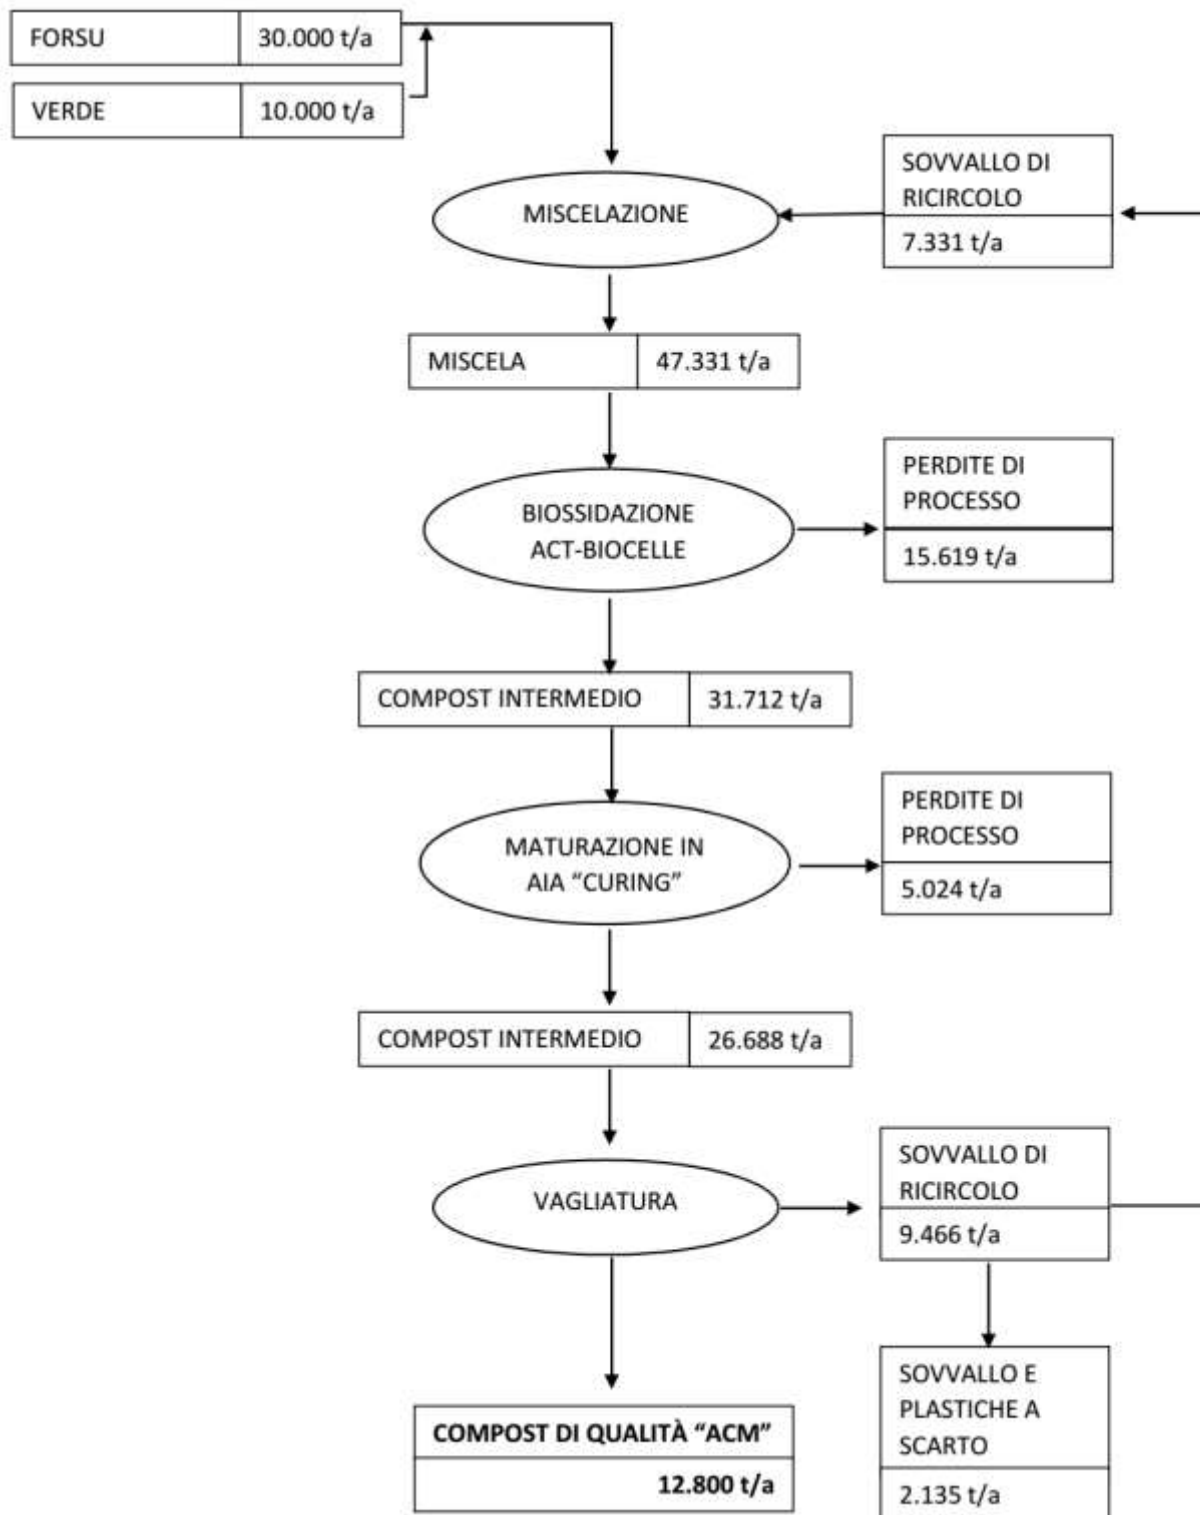 FORSU 30.000 t/a
VERDE 10.000 t/a
SOVVALLO DI
RICIRCOLO
7.331 t/a
MISCELAZIONE
MISCELA 47.331 t/a
BIOSSIDAZIONE
ACT-BIOCELLE
PERDITE DI
PROCESSO
15.619 t/a
COMPOST INTERMEDIO 31.712 t/a
MATURAZIONE IN
AIA “CURING”
PERDITE DI
PROCESSO
5.024 t/a
COMPOST INTERMEDIO 26.688 t/a
VAGLIATURA
SOVVALLO DI
RICIRCOLO
9.466 t/a
COMPOST DI QUALITÀ “ACM”
12.800 t/a
SOVVALLO E
PLASTICHE A
SCARTO
2.135 t/a